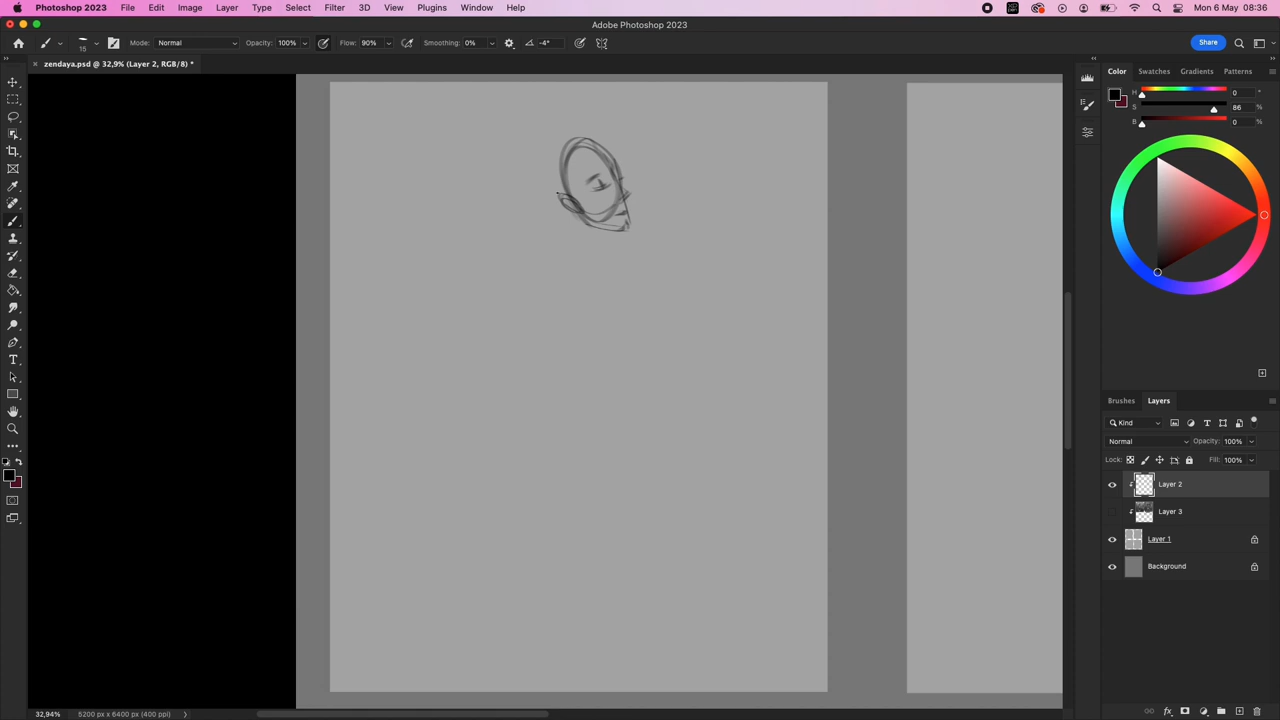 Photoshop 2023 File Edit Image Layer Type Select Filter 3D View Plugins Window Help Mon 6 May 08:36
Adobe Photoshop 2023
15 Mode: Normal Opacity: 100% Flow: 90% Smoothing: 0% -4° Share
zendaya.psd @ 32,9% (Layer 2, RGB/8) *
Color Swatches Gradients Patterns
H 0 °
S 86 %
B 0 %
Brushes Layers
Kind
Normal Opacity: 100%
Lock: Fill: 100%
Layer 2
Layer 3
Layer 1
Background
32,94% 5200 px x 6400 px (400 ppi)